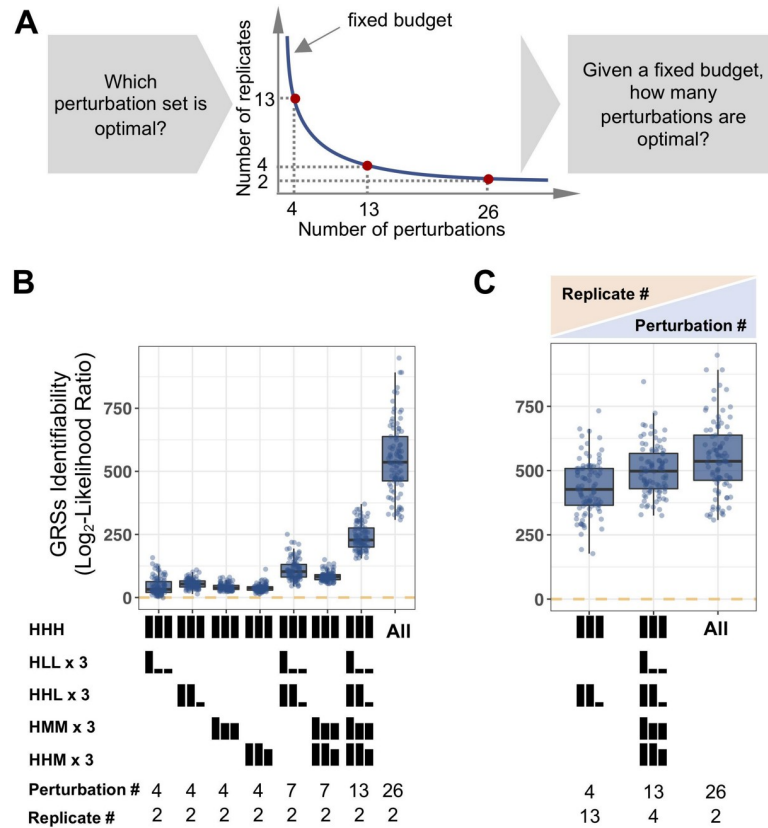 A
Which
perturbation set is
optimal?
Number of replicates
fixed budget
13
4
2
4 13 26
Number of perturbations
Given a fixed budget,
how many
perturbations are
optimal?
B
GRSs Identifiability
(Log2-Likelihood Ratio)
750
500
250
0
HHH All
HLL x 3
HHL x 3
HMM x 3
HHM x 3
Perturbation # 4 4 4 4 7 7 13 26
Replicate # 2 2 2 2 2 2 2 2
C
Replicate #
Perturbation #
750
500
250
0
All
4 13 26
13 4 2